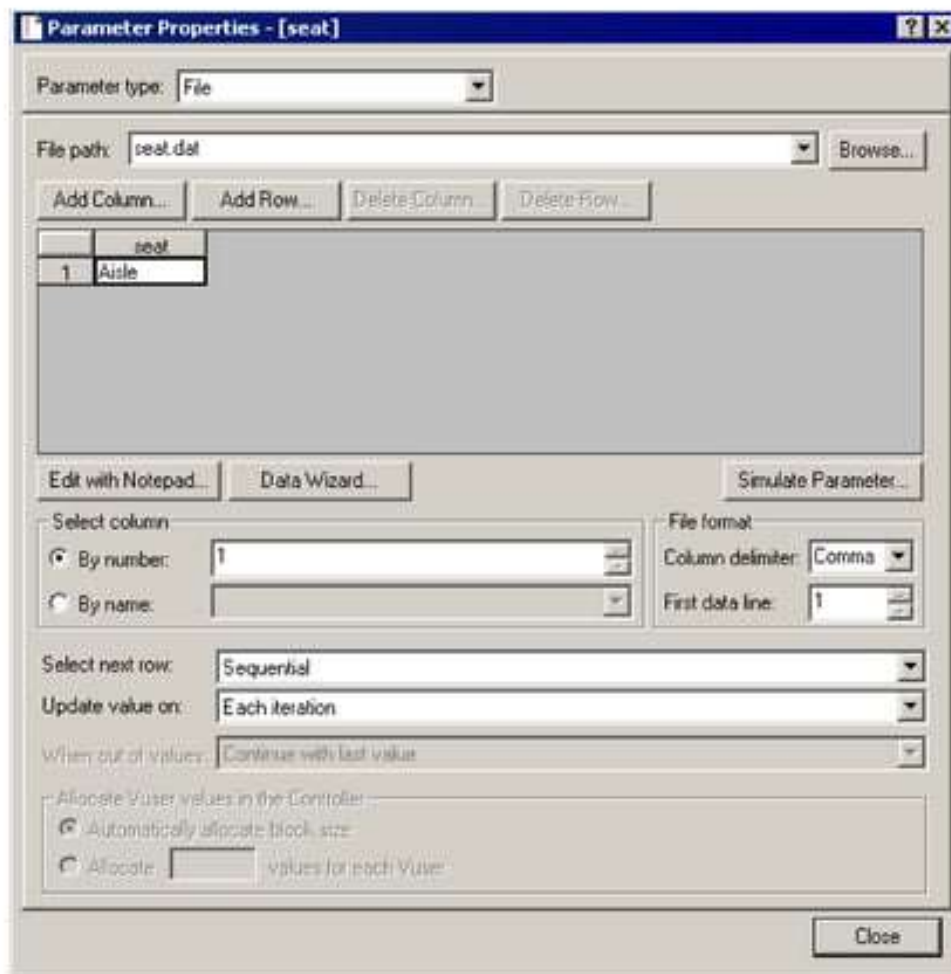 Parameter Properties - [seat]
Parameter type: File
File path: seat.dat Browse...
Add Column... Add Row... Delete Column... Delete Row...
seat
1 Aisle
Edit with Notepad... Data Wizard... Simulate Parameter...
Select column File format
By number: 1 Column delimiter: Comma
By name: First data line: 1
Select next row: Sequential
Update value on: Each iteration
When out of values: Continue with last value
Allocate Vuser values in the Controller
Automatically allocate block size
Allocate values for each Vuser
Close